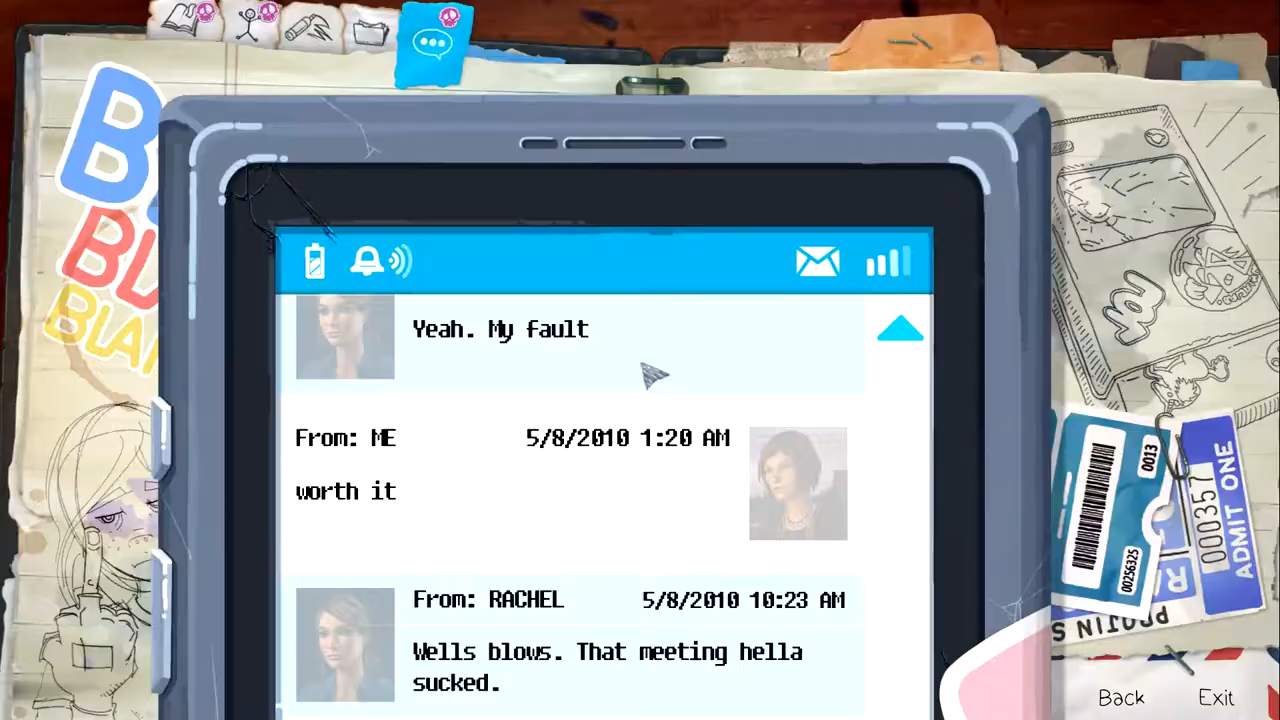 Yeah. My fault
From: ME 5/8/2010 1:20 AM
worth it
From: RACHEL 5/8/2010 10:23 AM
Wells blows. That meeting hella
sucked.
0013
00256325
000357
ADMIT ONE
Back Exit